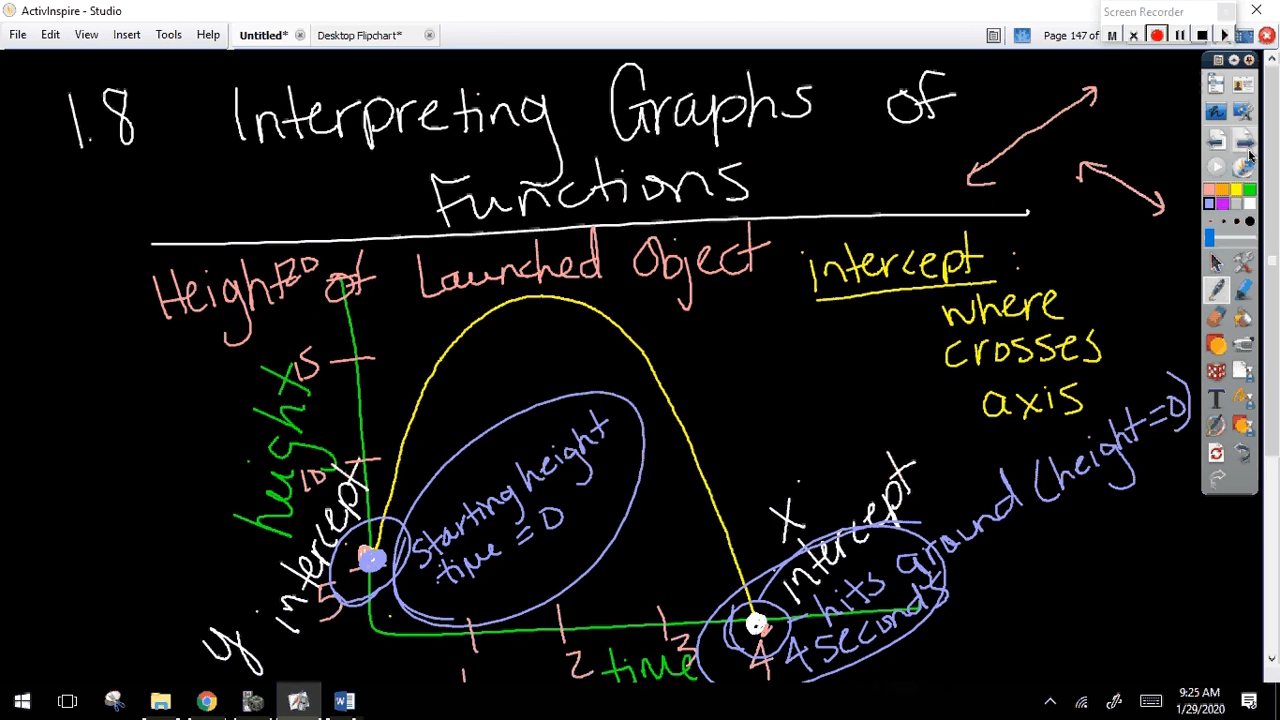 ActivInspire - Studio
Screen Recorder
File Edit View Insert Tools Help Untitled* Desktop Flipchart* Page 147 of
1.8 Interpreting Graphs of
Functions
Height of Launched Object
intercept :
where
crosses
axis
20
15
10
5
height
y intercept
starting height
time = 0
x
intercept
- hits ground (height=0)
4 seconds
1 2 3 4
time
9:25 AM
1/29/2020